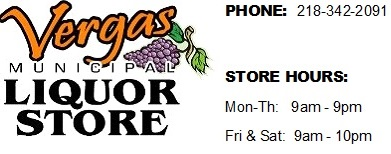 Vergas
MUNICIPAL
LIQUOR
STORE
PHONE: 218-342-2091
STORE HOURS:
Mon-Th: 9am - 9pm
Fri & Sat: 9am - 10pm